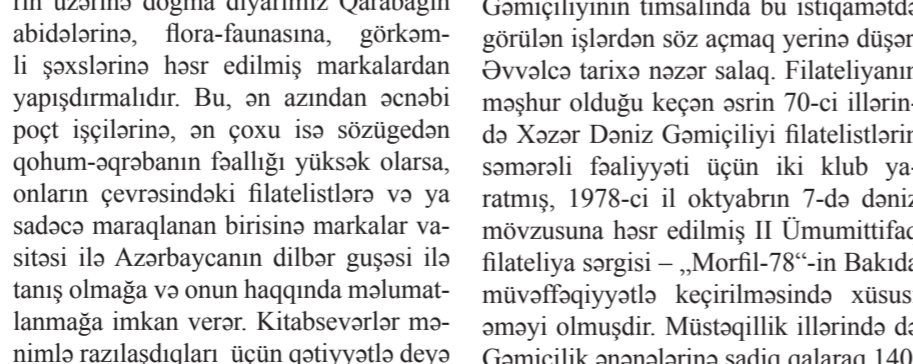 rin üzərinə doğma diyarımız Qarabağın
abidələrinə, flora-faunasına, görkəm-
li şəxslərinə həsr edilmiş markalardan
yapışdırmalıdır. Bu, ən azından əcnəbi
poçt işçilərinə, ən çoxu isə sözügedən
qohum-əqrəbanın fəallığı yüksək olarsa,
onların çevrəsindəki filatelistlərə və ya
sadəcə maraqlanan birisinə markalar va-
sitəsi ilə Azərbaycanın dilbər guşəsi ilə
tanış olmağa və onun haqqında məlumat-
lanmağa imkan verər. Kitabsevərlər mə-
nimlə razılaşdıqları üçün qətiyyətlə deyə
Gəmiçiliyinin timsalında bu istiqamətdə
görülən işlərdən söz açmaq yerinə düşər
Əvvəlcə tarixə nəzər salaq. Filateliyanın
məşhur olduğu keçən əsrin 70-ci illərin-
də Xəzər Dəniz Gəmiçiliyi filatelistlərin
səmərəli fəaliyyəti üçün iki klub ya-
ratmış, 1978-ci il oktyabrın 7-də dəniz
mövzusuna həsr edilmiş II Ümumittifaq
filateliya sərgisi – „Morfil-78“-in Bakıda
müvəffəqiyyətlə keçirilməsində xüsusi
əməyi olmuşdir. Müstəqillik illərində də
Gəmiçilik ənənələrinə sadiq qalaraq 140